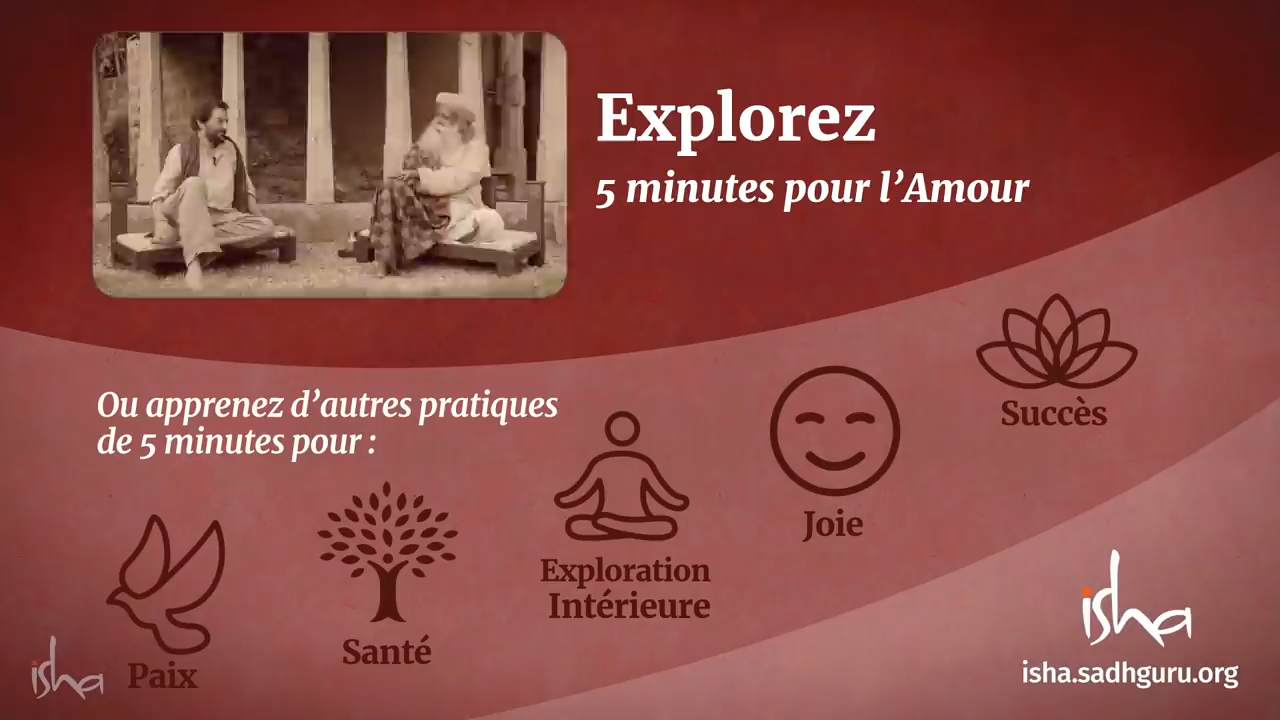 Explorez
5 minutes pour l’Amour
Ou apprenez d’autres pratiques
de 5 minutes pour :
Succès
Joie
Exploration
Intérieure
Santé
Paix
isha
isha
isha.sadhguru.org